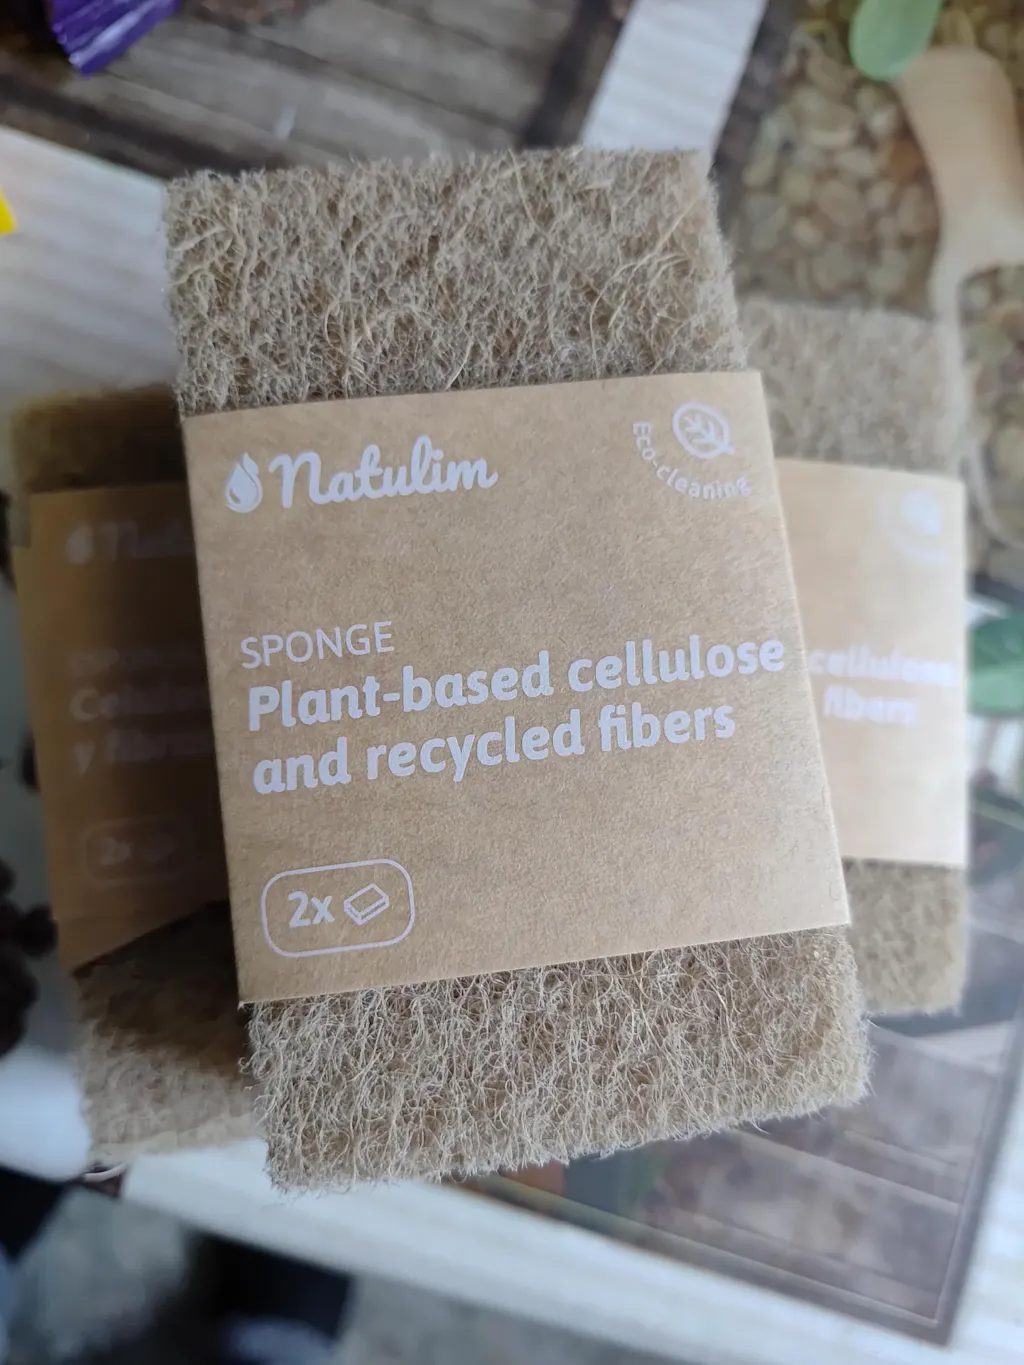 Natulim
Eco-cleaning
SPONGE
Plant-based cellulose
and recycled fibers
2x
cellulose
fibers